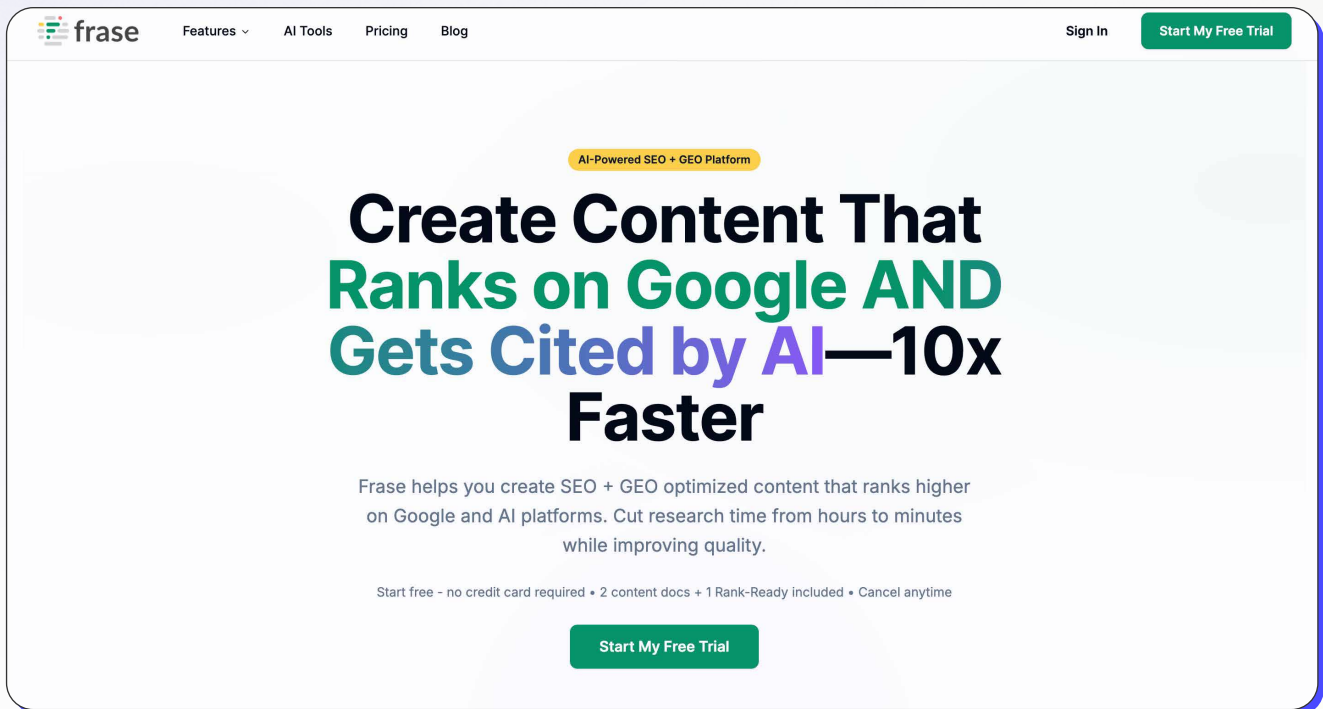 frase
Features
AI Tools
Pricing
Blog
Sign In
Start My Free Trial
AI-Powered SEO + GEO Platform
Create Content That
Ranks on Google AND
Gets Cited by AI—10x
Faster
Frase helps you create SEO + GEO optimized content that ranks higher
on Google and AI platforms. Cut research time from hours to minutes
while improving quality.
Start free - no credit card required • 2 content docs + 1 Rank-Ready included • Cancel anytime
Start My Free Trial